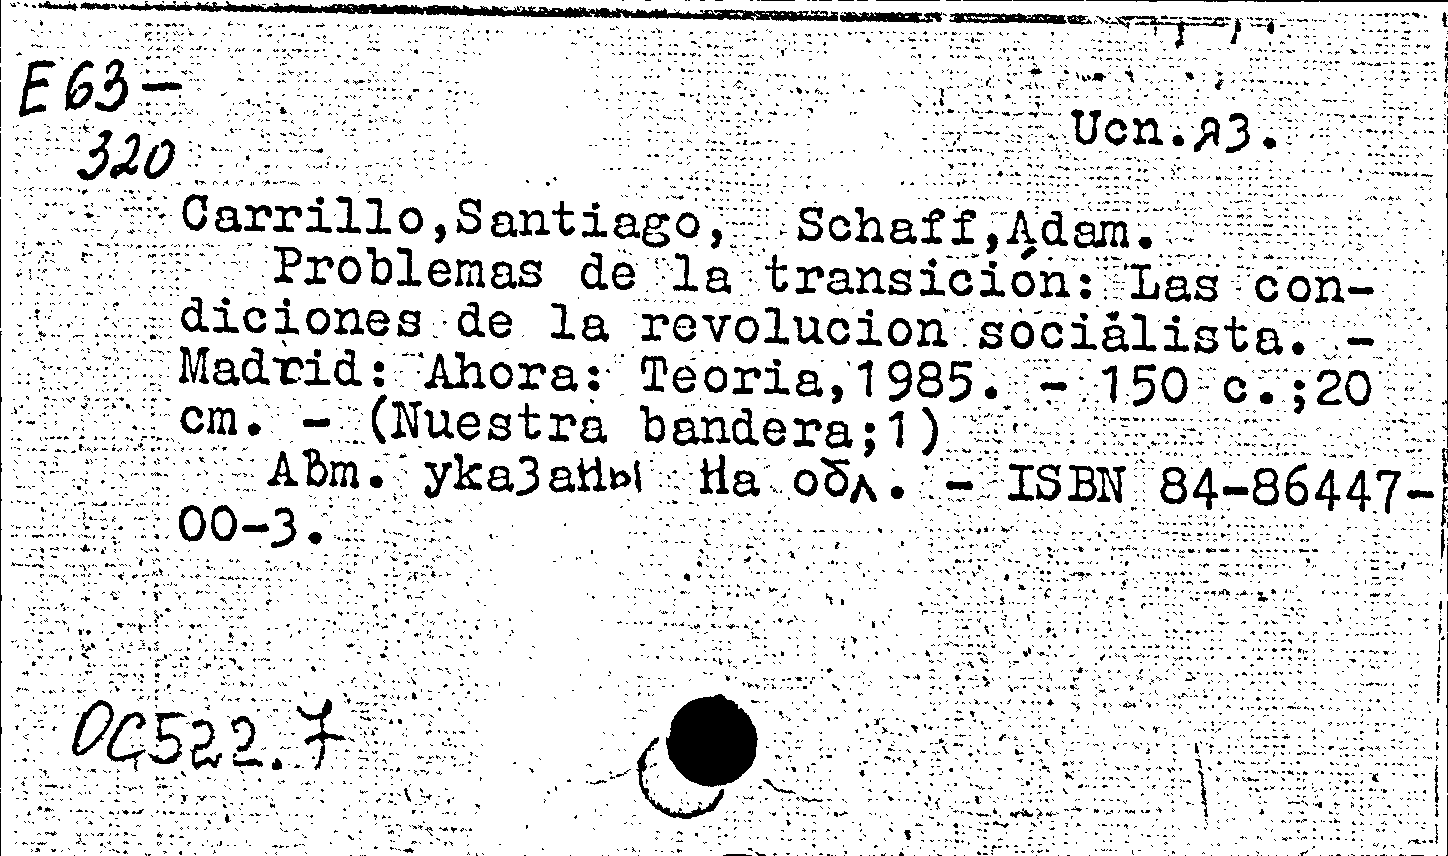 E63-
320
Исп.яз.
Carrillo,Santiago, Schaff,Adam.
Problemas de la transición: Las con-
diciones de la revolucion socialista. -
Madrid: Ahora: Teoria,1985. - 150 с.;20
cm. - (Nuestra bandera;1)
Авт. указаны на обл. - ISBN 84-86447-
00-3.
ОС522.7